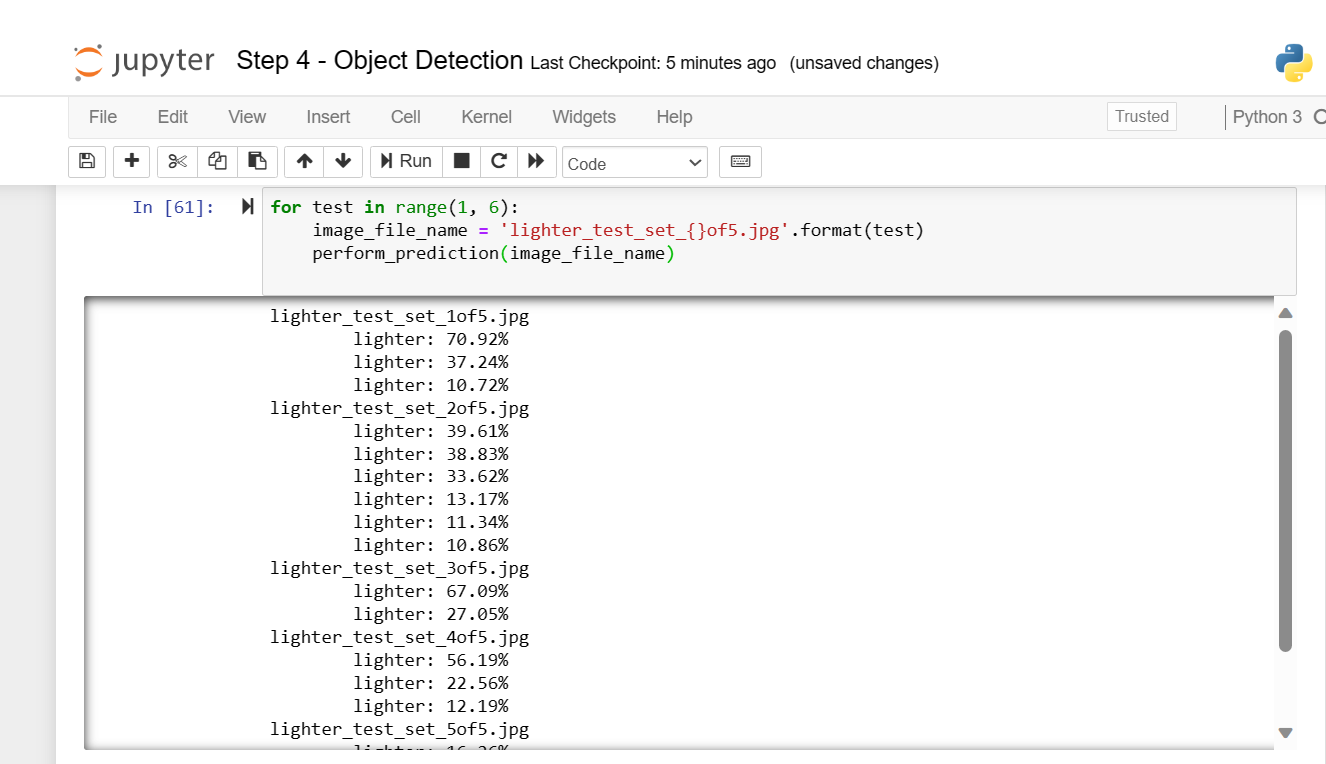 jupyter Step 4 - Object Detection Last Checkpoint: 5 minutes ago (unsaved changes)
File Edit View Insert Cell Kernel Widgets Help Trusted Python 3
Run Code
In [61]: for test in range(1, 6):
    image_file_name = 'lighter_test_set_{}of5.jpg'.format(test)
    perform_prediction(image_file_name)
lighter_test_set_1of5.jpg
        lighter: 70.92%
        lighter: 37.24%
        lighter: 10.72%
lighter_test_set_2of5.jpg
        lighter: 39.61%
        lighter: 38.83%
        lighter: 33.62%
        lighter: 13.17%
        lighter: 11.34%
        lighter: 10.86%
lighter_test_set_3of5.jpg
        lighter: 67.09%
        lighter: 27.05%
lighter_test_set_4of5.jpg
        lighter: 56.19%
        lighter: 22.56%
        lighter: 12.19%
lighter_test_set_5of5.jpg